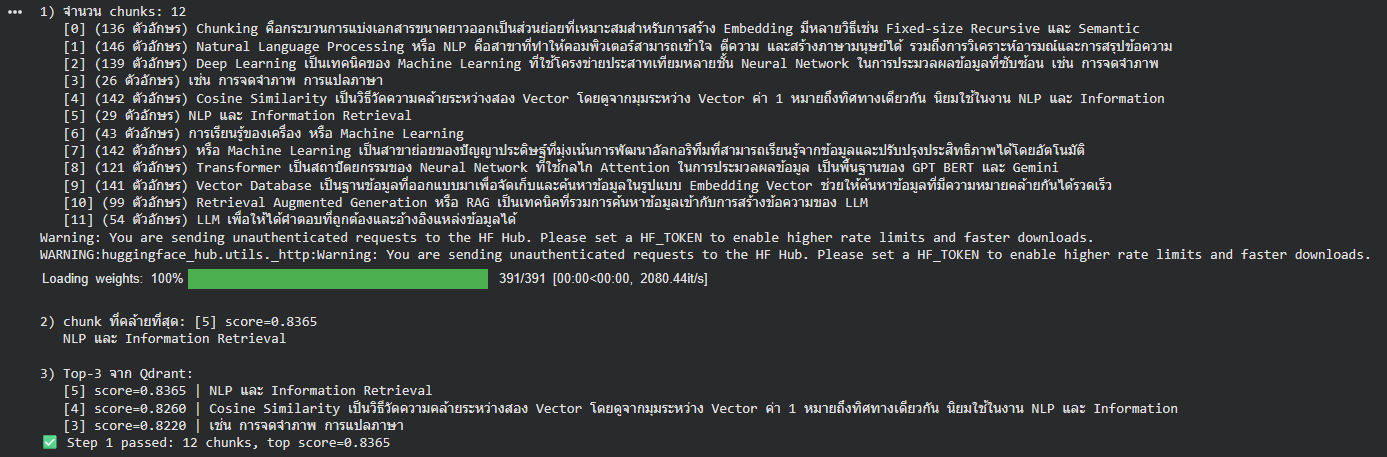 ••• 1) จำนวน chunks: 12
[0] (136 ตัวอักษร) Chunking คือกระบวนการแบ่งเอกสารขนาดยาวออกเป็นส่วนย่อยที่เหมาะสมสำหรับการสร้าง Embedding มีหลายวิธีเช่น Fixed-size Recursive และ Semantic
[1] (146 ตัวอักษร) Natural Language Processing หรือ NLP คือสาขาที่ทำให้คอมพิวเตอร์สามารถเข้าใจ ตีความ และสร้างภาษามนุษย์ได้ รวมถึงการวิเคราะห์อารมณ์และการสรุปข้อความ
[2] (139 ตัวอักษร) Deep Learning เป็นเทคนิคของ Machine Learning ที่ใช้โครงข่ายประสาทเทียมหลายชั้น Neural Network ในการประมวลผลข้อมูลที่ซับซ้อน เช่น การจดจำภาพ
[3] (26 ตัวอักษร) เช่น การจดจำภาพ การแปลภาษา
[4] (142 ตัวอักษร) Cosine Similarity เป็นวิธีวัดความคล้ายระหว่างสอง Vector โดยดูจากมุมระหว่าง Vector ค่า 1 หมายถึงทิศทางเดียวกัน นิยมใช้ในงาน NLP และ Information
[5] (29 ตัวอักษร) NLP และ Information Retrieval
[6] (43 ตัวอักษร) การเรียนรู้ของเครื่อง หรือ Machine Learning
[7] (142 ตัวอักษร) หรือ Machine Learning เป็นสาขาย่อยของปัญญาประดิษฐ์ที่มุ่งเน้นการพัฒนาอัลกอริทึมที่สามารถเรียนรู้จากข้อมูลและปรับปรุงประสิทธิภาพได้โดยอัตโนมัติ
[8] (121 ตัวอักษร) Transformer เป็นสถาปัตยกรรมของ Neural Network ที่ใช้กลไก Attention ในการประมวลผลข้อมูล เป็นพื้นฐานของ GPT BERT และ Gemini
[9] (141 ตัวอักษร) Vector Database เป็นฐานข้อมูลที่ออกแบบมาเพื่อจัดเก็บและค้นหาข้อมูลในรูปแบบ Embedding Vector ช่วยให้ค้นหาข้อมูลที่มีความหมายคล้ายกันได้รวดเร็ว
[10] (99 ตัวอักษร) Retrieval Augmented Generation หรือ RAG เป็นเทคนิคที่รวมการค้นหาข้อมูลเข้ากับการสร้างข้อความของ LLM
[11] (54 ตัวอักษร) LLM เพื่อให้ได้คำตอบที่ถูกต้องและอ้างอิงแหล่งข้อมูลได้
Warning: You are sending unauthenticated requests to the HF Hub. Please set a HF_TOKEN to enable higher rate limits and faster downloads.
WARNING:huggingface_hub.utils._http:Warning: You are sending unauthenticated requests to the HF Hub. Please set a HF_TOKEN to enable higher rate limits and faster downloads.
Loading weights: 100% 391/391 [00:00<00:00, 2080.44it/s]
2) chunk ที่คล้ายที่สุด: [5] score=0.8365
NLP และ Information Retrieval
3) Top-3 จาก Qdrant:
[5] score=0.8365 | NLP และ Information Retrieval
[4] score=0.8260 | Cosine Similarity เป็นวิธีวัดความคล้ายระหว่างสอง Vector โดยดูจากมุมระหว่าง Vector ค่า 1 หมายถึงทิศทางเดียวกัน นิยมใช้ในงาน NLP และ Information
[3] score=0.8220 | เช่น การจดจำภาพ การแปลภาษา
✅ Step 1 passed: 12 chunks, top score=0.8365